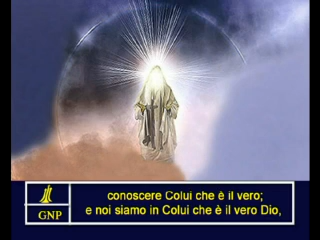 conoscere Colui che è il vero;
e noi siamo in Colui che è il vero Dio,
GNP